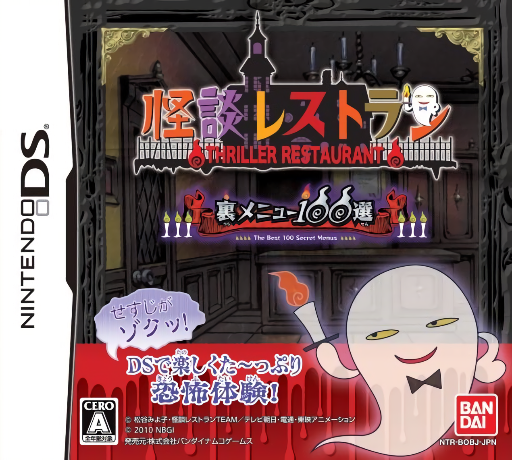 NINTENDO DS
怪談レストラン
THRILLER RESTAURANT
裏メニュー100選
The Best 100 Secret Menus
せすじが
ゾクッ!
DSで楽しくた〜っぷり
恐怖体験!
CERO
A
全年齢対象
© 松谷みよ子・怪談レストランTEAM/テレビ朝日・電通・東映アニメーション
© 2010 NBGI
発売元:株式会社バンダイナムコゲームス
BAN
DAI
NTR-BOBJ-JPN